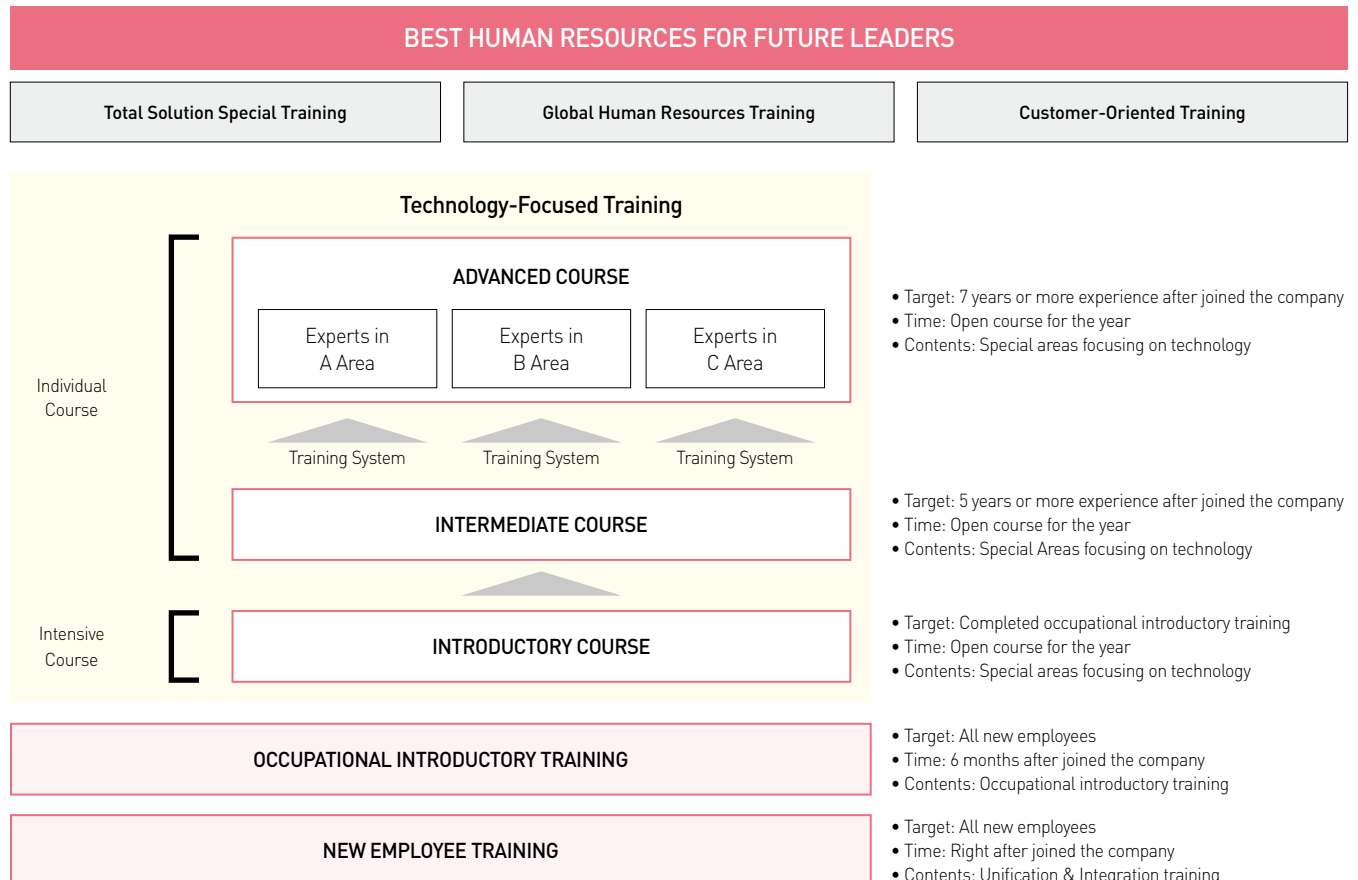 BEST HUMAN RESOURCES FOR FUTURE LEADERS
Total Solution Special Training
Global Human Resources Training
Customer-Oriented Training
Technology-Focused Training
Individual
Course
ADVANCED COURSE
Experts in
A Area
Experts in
B Area
Experts in
C Area
• Target: 7 years or more experience after joined the company
• Time: Open course for the year
• Contents: Special areas focusing on technology
Training System
Training System
Training System
INTERMEDIATE COURSE
• Target: 5 years or more experience after joined the company
• Time: Open course for the year
• Contents: Special Areas focusing on technology
Intensive
Course
INTRODUCTORY COURSE
• Target: Completed occupational introductory training
• Time: Open course for the year
• Contents: Special areas focusing on technology
OCCUPATIONAL INTRODUCTORY TRAINING
• Target: All new employees
• Time: 6 months after joined the company
• Contents: Occupational introductory training
NEW EMPLOYEE TRAINING
• Target: All new employees
• Time: Right after joined the company
• Contents: Unification & Integration training